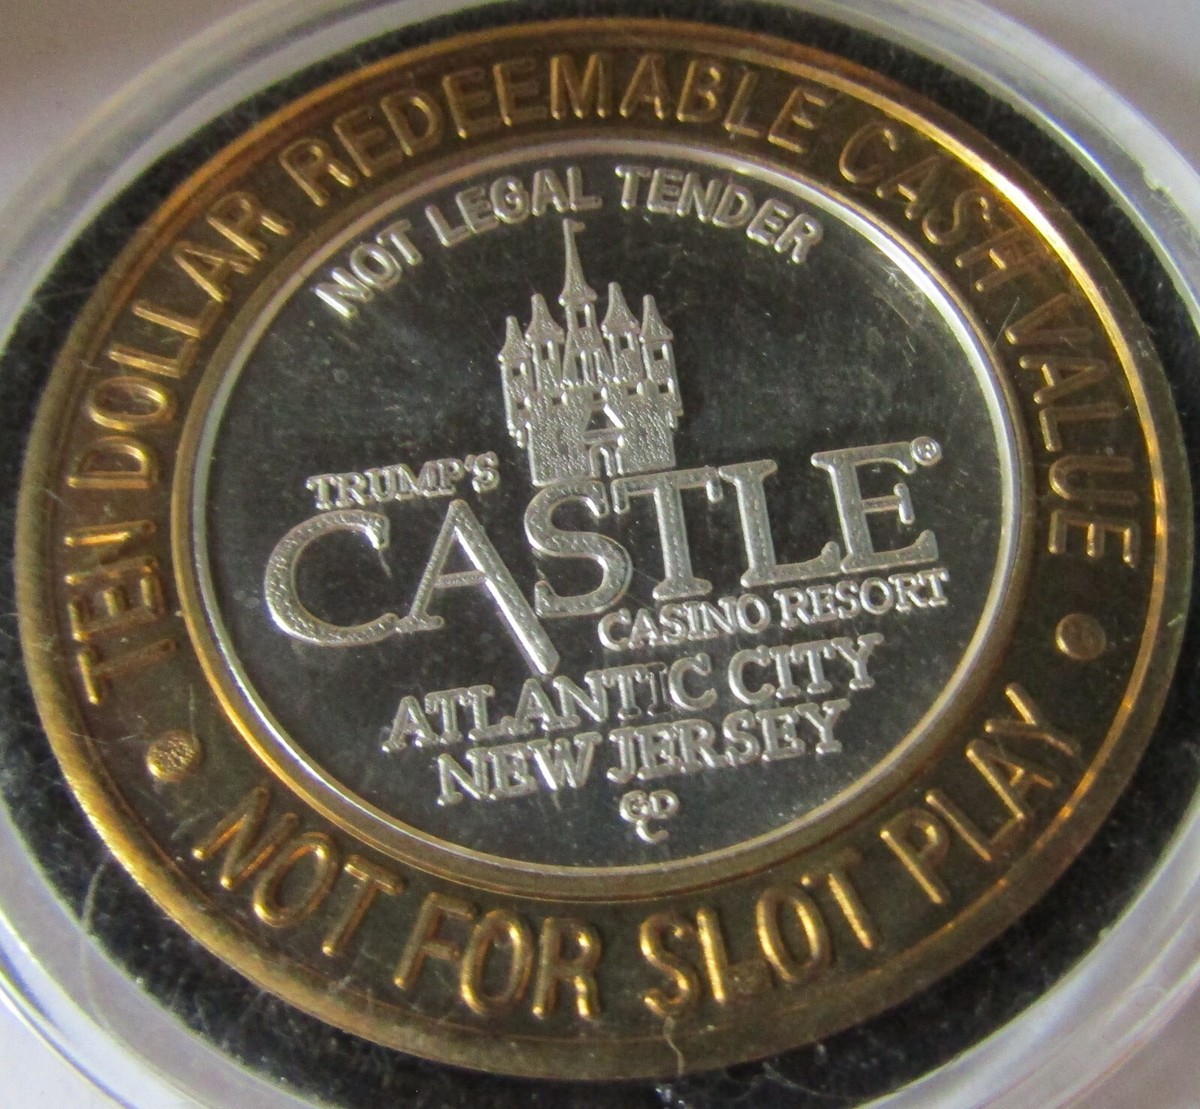 TEN DOLLAR REDEEMABLE CASH VALUE
NOT LEGAL TENDER
TRUMP'S
CASTLE®
CASINO RESORT
ATLANTIC CITY
NEW JERSEY
GDC
• NOT FOR SLOT PLAY •